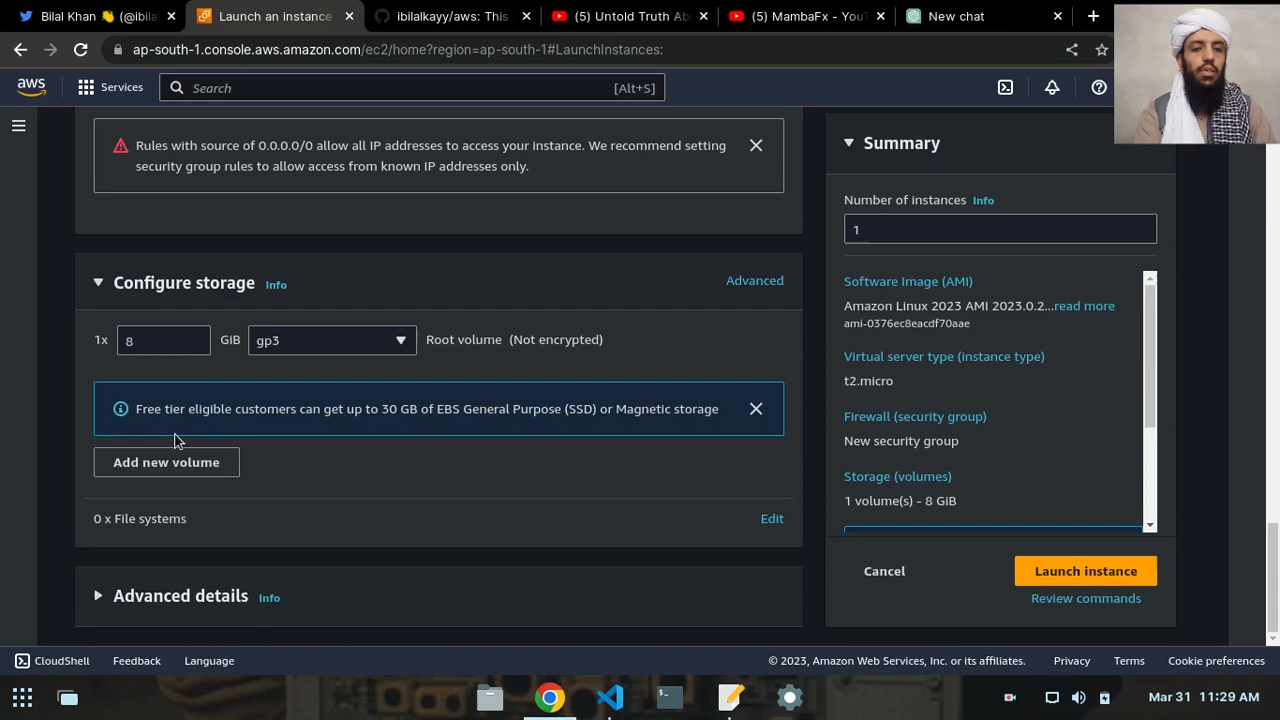 Bilal Khan 👋 (@ibila
Launch an instance
ibilalkayy/aws: This
(5) Untold Truth Ab
(5) MambaFx - YouT
New chat
ap-south-1.console.aws.amazon.com/ec2/home?region=ap-south-1#LaunchInstances:
aws
Services
Search
[Alt+S]
Rules with source of 0.0.0.0/0 allow all IP addresses to access your instance. We recommend setting
security group rules to allow access from known IP addresses only.
Configure storage
Info
Advanced
1x
8
GiB
gp3
Root volume (Not encrypted)
Free tier eligible customers can get up to 30 GB of EBS General Purpose (SSD) or Magnetic storage
Add new volume
0 x File systems
Edit
Advanced details
Info
Summary
Number of instances
Info
1
Software Image (AMI)
Amazon Linux 2023 AMI 2023.0.2...read more
ami-0376ec8eacdf70aae
Virtual server type (instance type)
t2.micro
Firewall (security group)
New security group
Storage (volumes)
1 volume(s) - 8 GiB
Cancel
Launch instance
Review commands
CloudShell
Feedback
Language
© 2023, Amazon Web Services, Inc. or its affiliates.
Privacy
Terms
Cookie preferences
Mar 31
11:29 AM